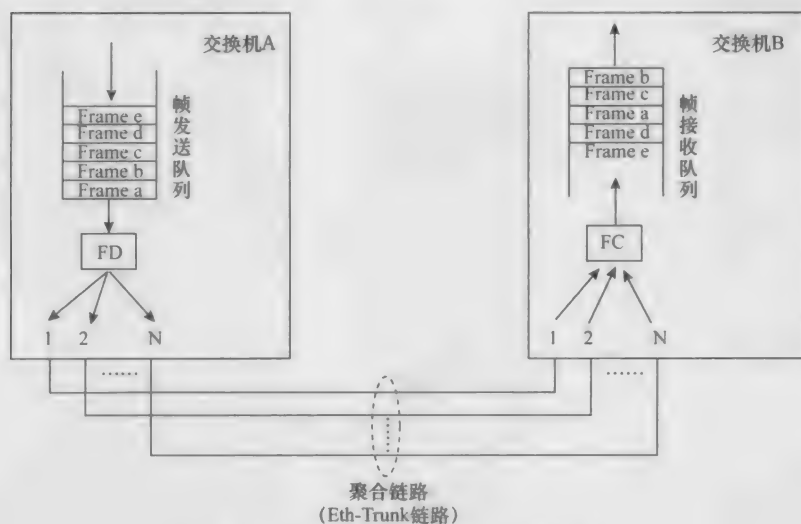 交换机A
Frame e
Frame d
Frame c
Frame b
Frame a
帧发送队列
FD
1 2 N
······
交换机B
Frame b
Frame c
Frame a
Frame d
Frame e
帧接收队列
FC
1 2 N
······
······
聚合链路
(Eth-Trunk链路)